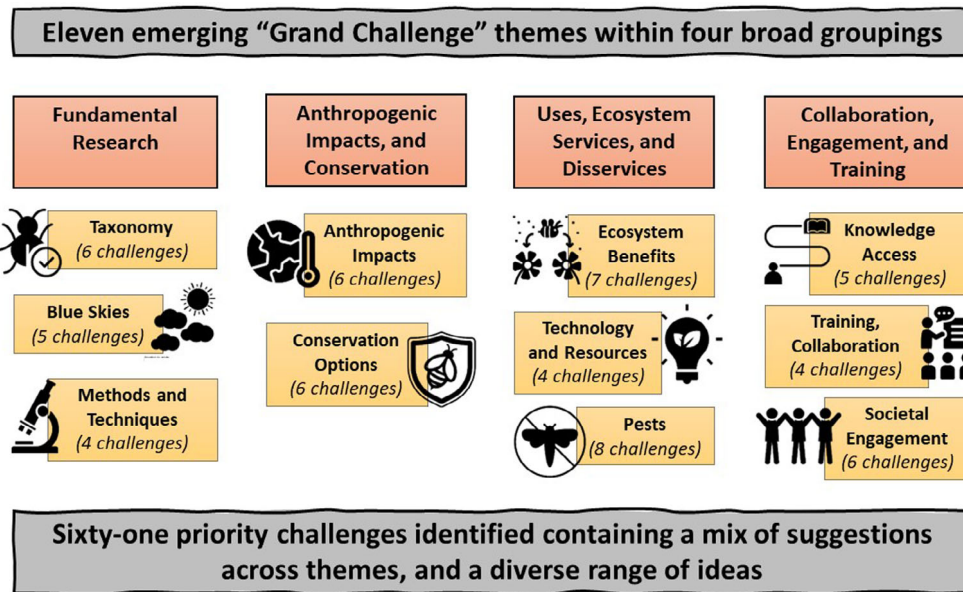 Eleven emerging “Grand Challenge” themes within four broad groupings
Fundamental
Research
Taxonomy
(6 challenges)
Blue Skies
(5 challenges)
Methods and
Techniques
(4 challenges)
Anthropogenic
Impacts, and
Conservation
Anthropogenic
Impacts
(6 challenges)
Conservation
Options
(6 challenges)
Uses, Ecosystem
Services, and
Disservices
Ecosystem
Benefits
(7 challenges)
Technology
and Resources
(4 challenges)
Pests
(8 challenges)
Collaboration,
Engagement, and
Training
Knowledge
Access
(5 challenges)
Training,
Collaboration
(4 challenges)
Societal
Engagement
(6 challenges)
Sixty-one priority challenges identified containing a mix of suggestions
across themes, and a diverse range of ideas